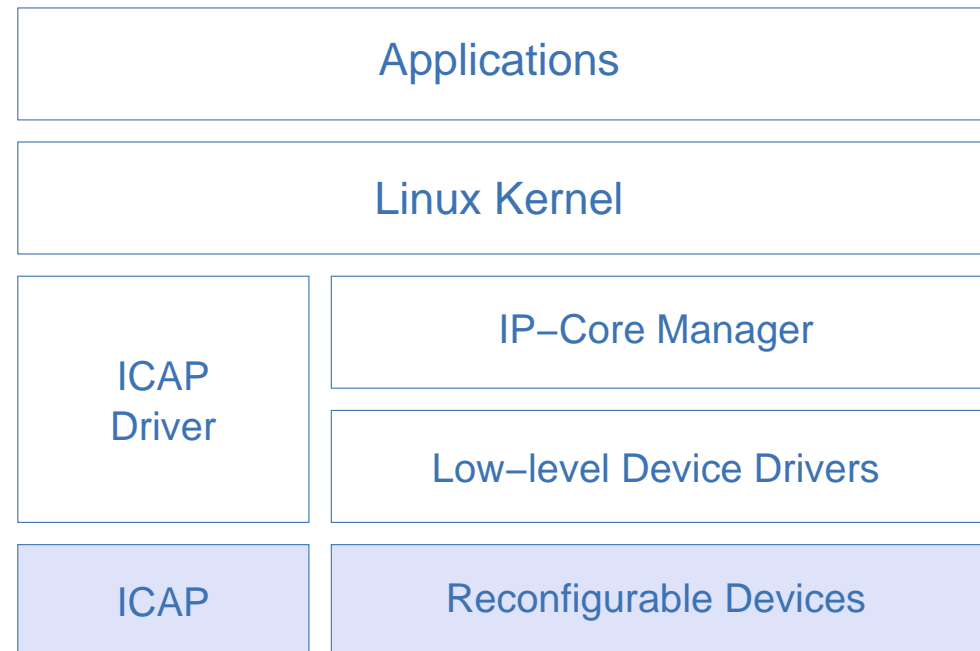 Applications
Linux Kernel
ICAP
Driver
IP−Core Manager
Low−level Device Drivers
ICAP
Reconfigurable Devices